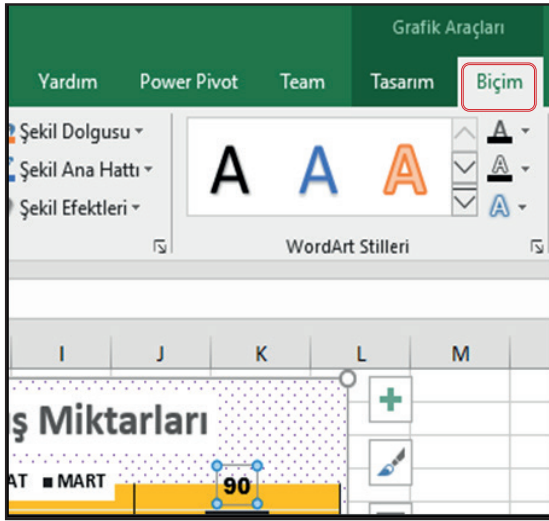 Grafik Araçları
Yardım Power Pivot Team Tasarım Biçim
Şekil Dolgusu
Şekil Ana Hattı
Şekil Efektleri
A A A
A
A
A
WordArt Stilleri
I J K L M
ş Miktarları
AT MART
90